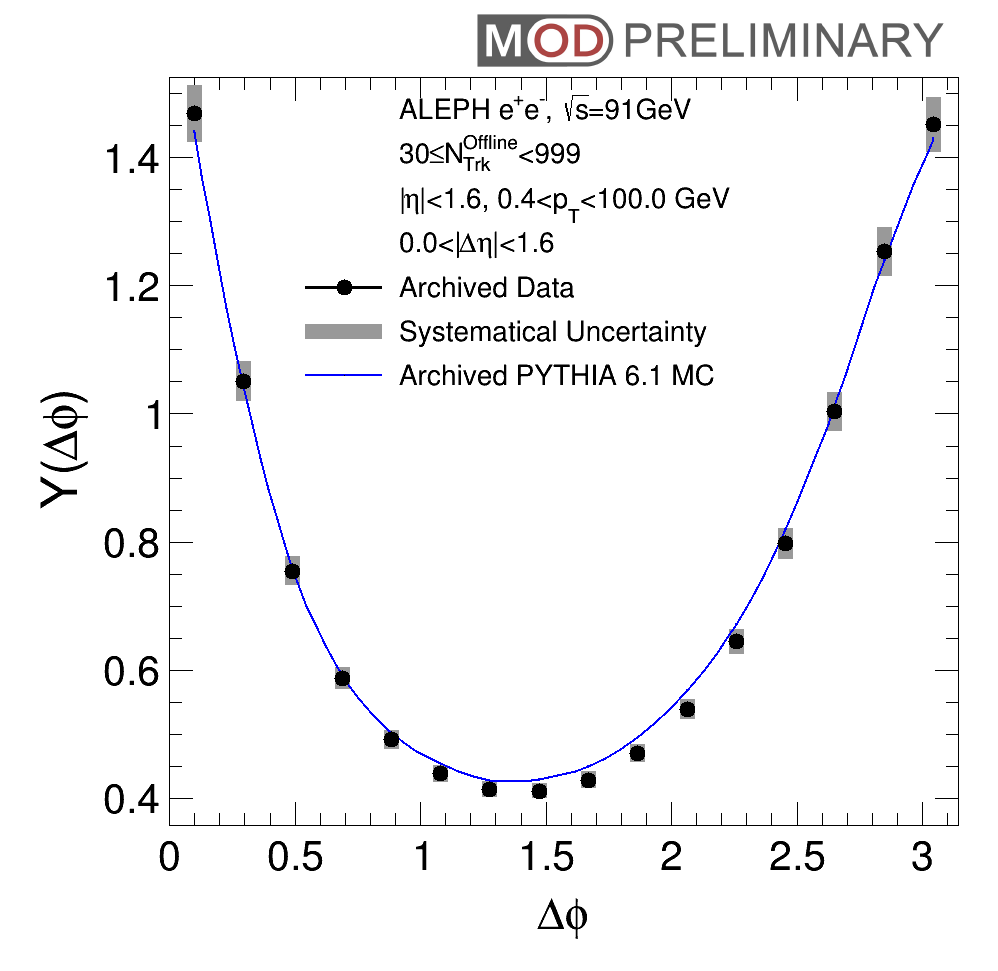 MOD PRELIMINARY
ALEPH e⁺e⁻, √s=91GeV
30≤N_Trk^Offline<999
|η|<1.6, 0.4<p_T<100.0 GeV
0.0<|Δη|<1.6
Archived Data
Systematical Uncertainty
Archived PYTHIA 6.1 MC
Y(Δϕ)
1.4
1.2
1
0.8
0.6
0.4
0 0.5 1 1.5 2 2.5 3
Δϕ